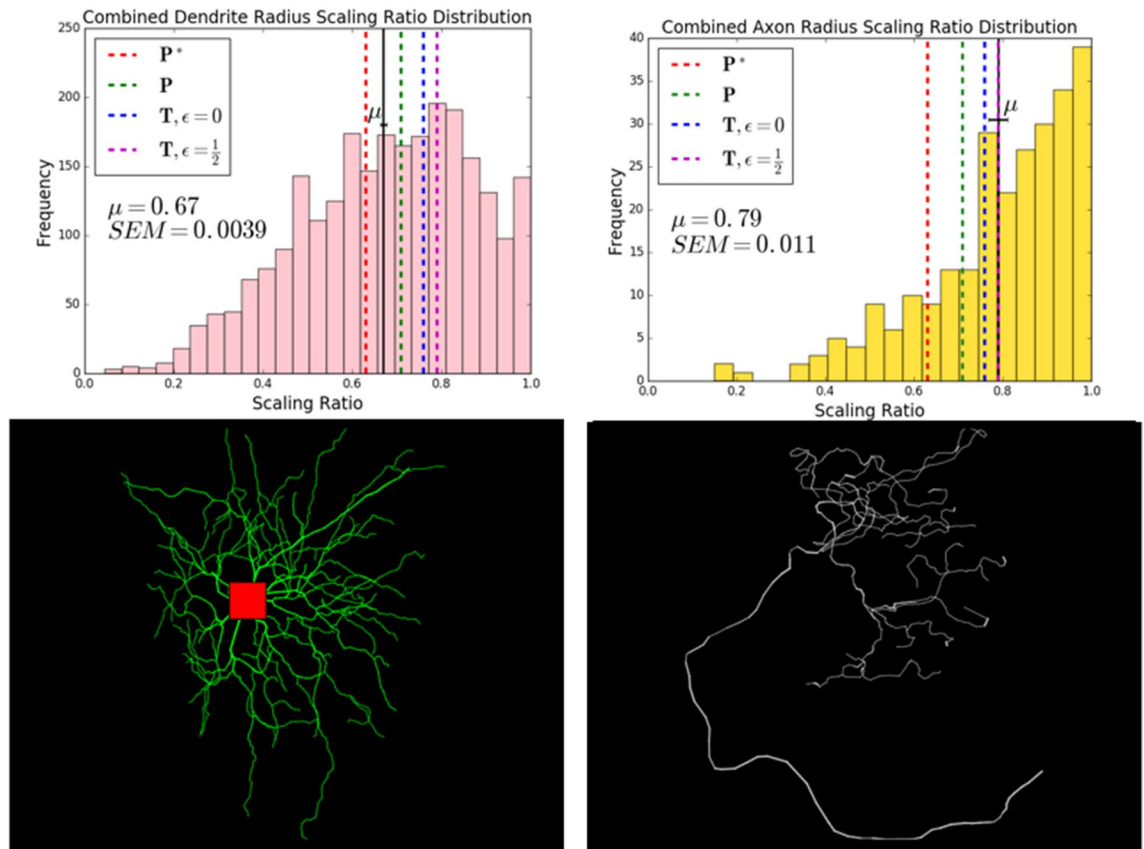 Combined Dendrite Radius Scaling Ratio Distribution
250
200
150
100
50
0
Frequency
P*
P
T, ϵ=0
T, ϵ=1/2
μ
μ=0.67
SEM=0.0039
0.0 0.2 0.4 0.6 0.8 1.0
Scaling Ratio
Combined Axon Radius Scaling Ratio Distribution
40
35
30
25
20
15
10
5
0
Frequency
P*
P
T, ϵ=0
T, ϵ=1/2
μ
μ=0.79
SEM=0.011
0.0 0.2 0.4 0.6 0.8 1.0
Scaling Ratio